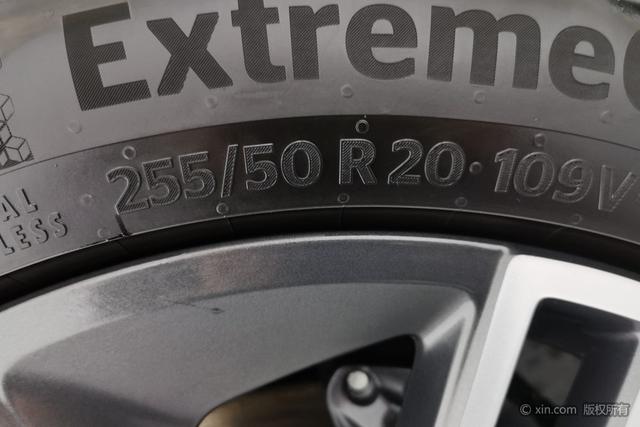 Extreme
255/50 R 20 · 109V
AL
LESS
© xin.com 版权所有